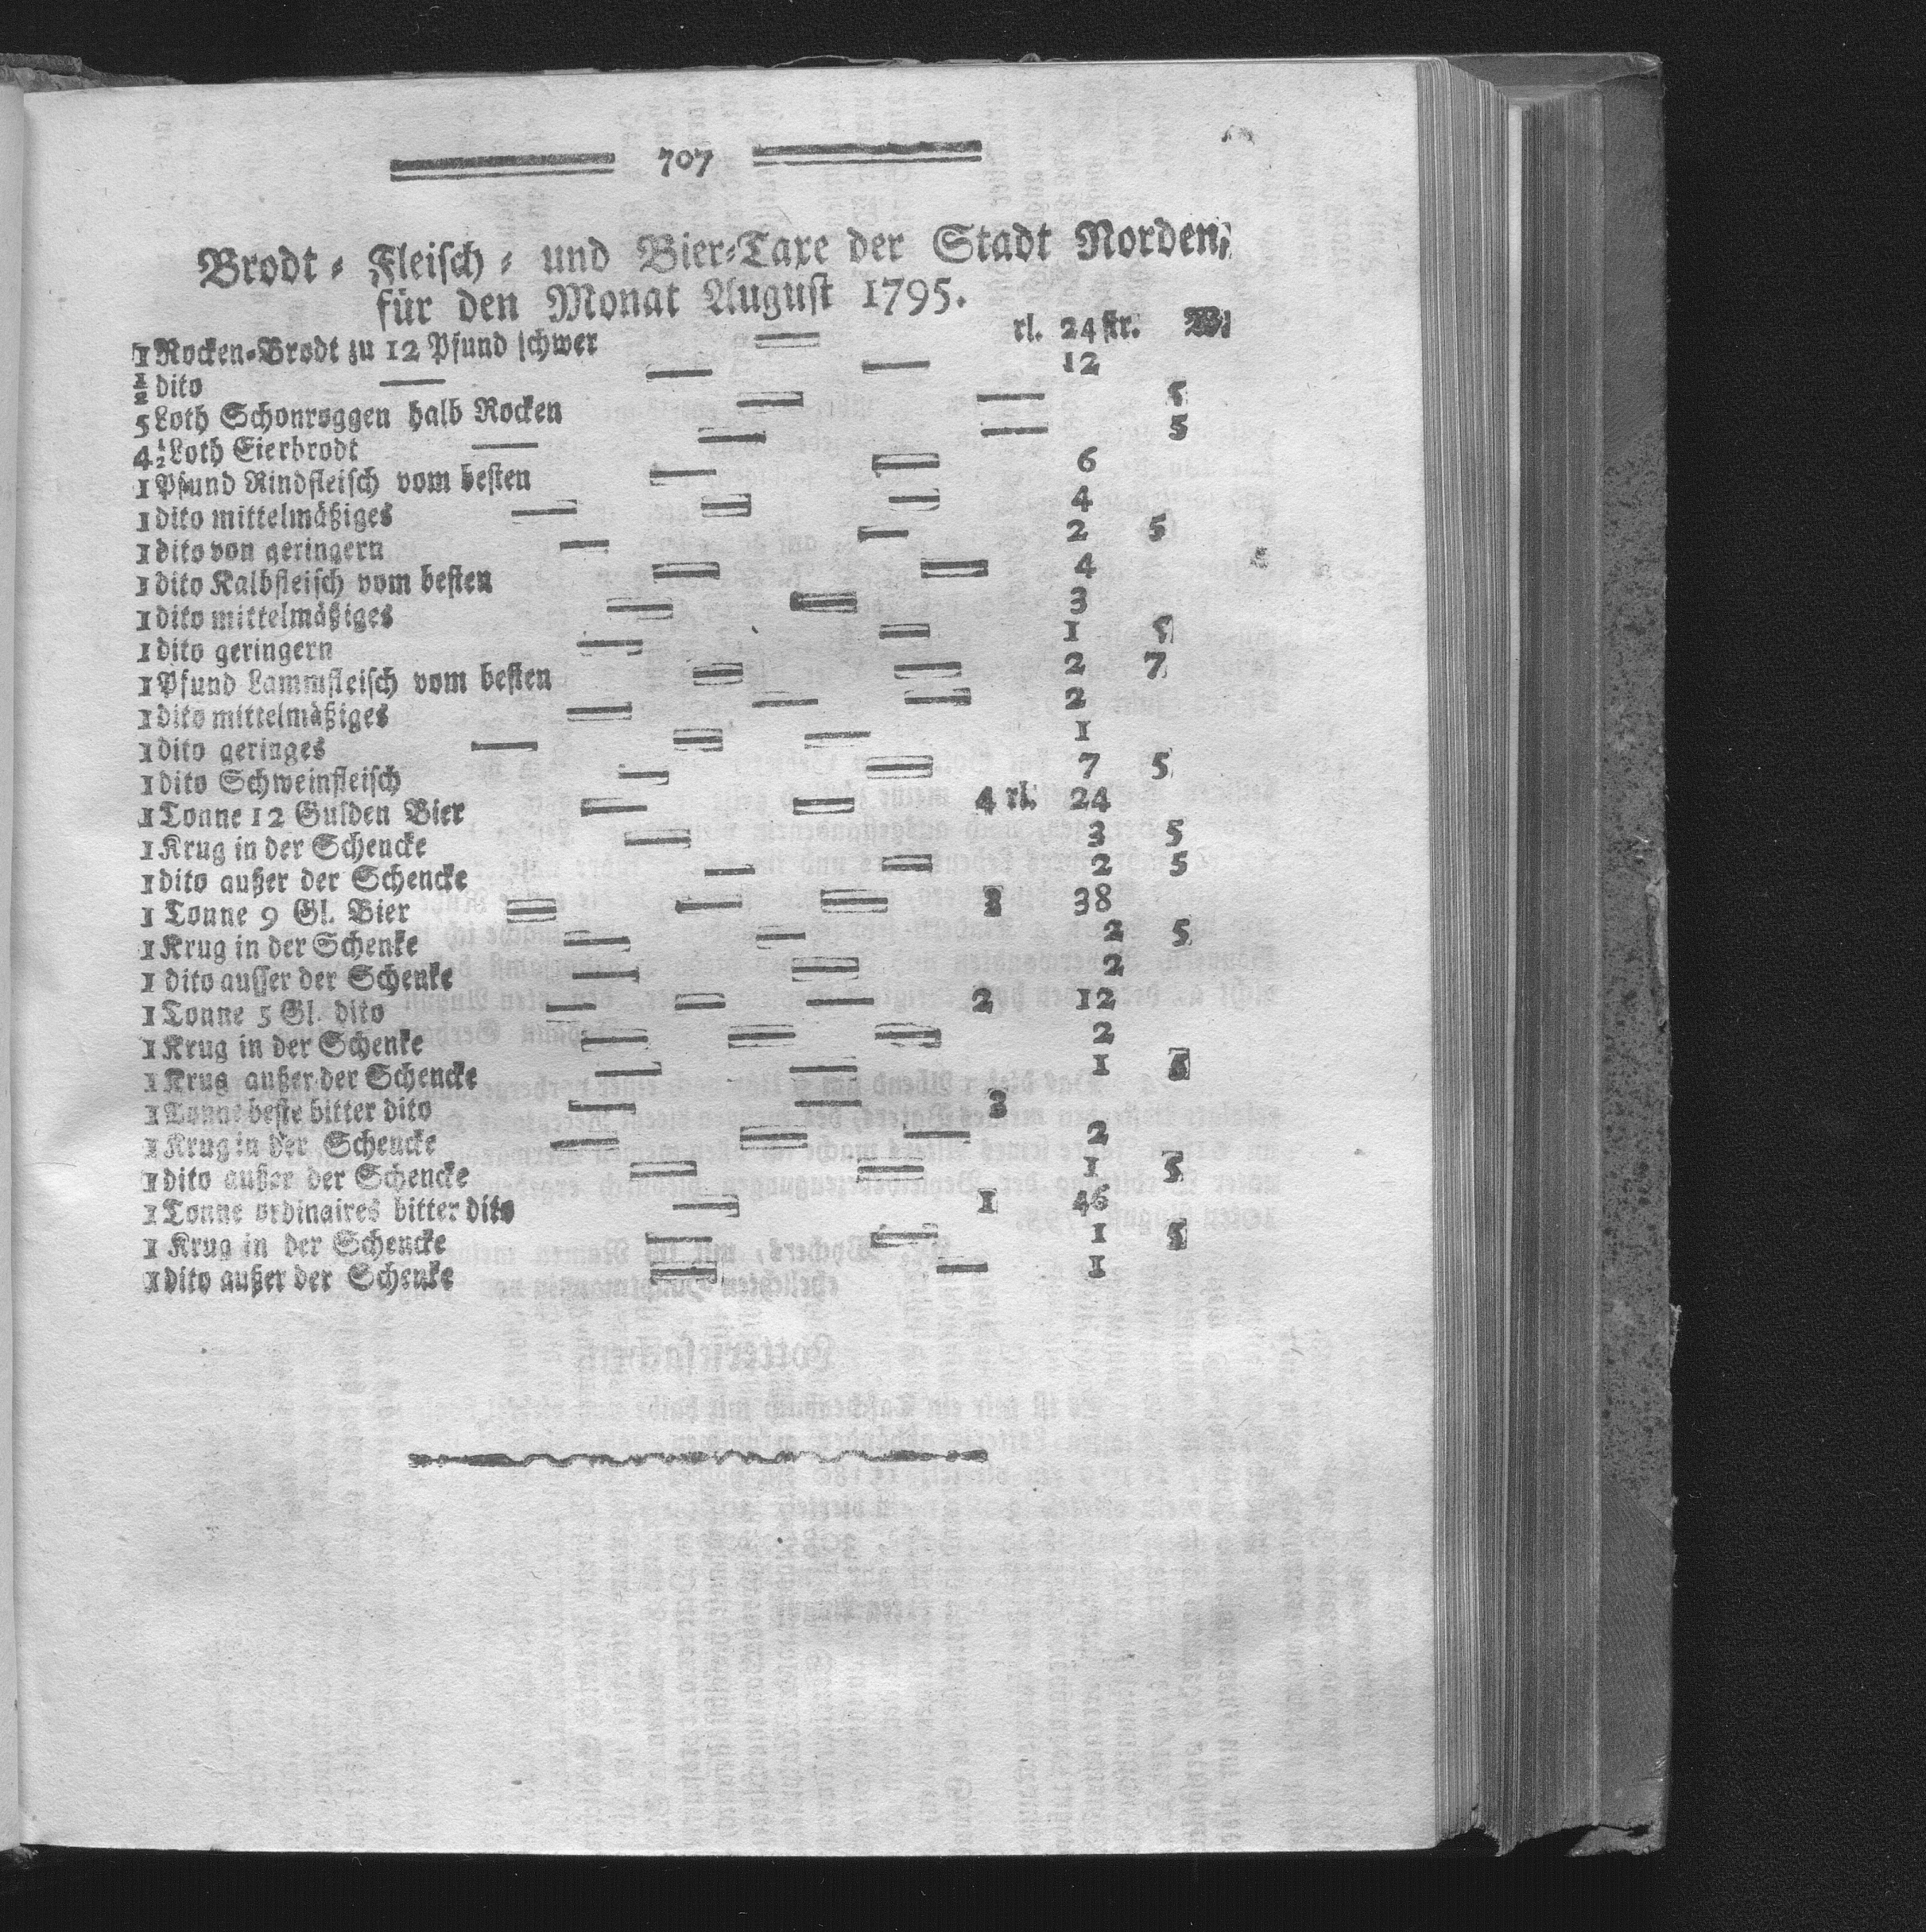 707
Brodt- Fleisch- und Bier-Taxe der Stadt Norden,
für den Monat August 1795.
1 Rocken-Brodt zu 12 Pfund schwer — rl. 24 str. W.
½ dito — — — 12
5 Loth Schonroggen halb Rocken — — 5
4½ Loth Eierbrodt — — — 5
1 Pfund Rindfleisch vom besten — — 6
1 dito mittelmäßiges — — — 4
1 dito von geringern — — 2 5
1 dito Kalbfleisch vom besten — — 4
1 dito mittelmäßiges — — 3
1 dito geringern — — 1 5
1 Pfund Lammfleisch vom besten — — 2 7
1 dito mittelmäßiges — — — 2
1 dito geringes — — — 1
1 dito Schweinfleisch — — 7 5
1 Tonne 12 Gulden Bier — — 4 rl. 24
1 Krug in der Schencke — 3 5
1 dito außer der Schencke — — 2 5
1 Tonne 9 Gl. Bier — — — 3 38
1 Krug in der Schenke — — 2 5
1 dito ausser der Schenke — — 2
1 Tonne 5 Gl. dito — — — 2 12
1 Krug in der Schenke — — — 2
1 Krug außer der Schencke — — 1 5
1 Tonne beste bitter dito — — 3
1 Krug in der Schencke — — — 2
1 dito außer der Schencke — — 1 5
1 Tonne ordinaires bitter dito — 1 46
1 Krug in der Schencke — — 1 5
1 dito außer der Schenke — — 1